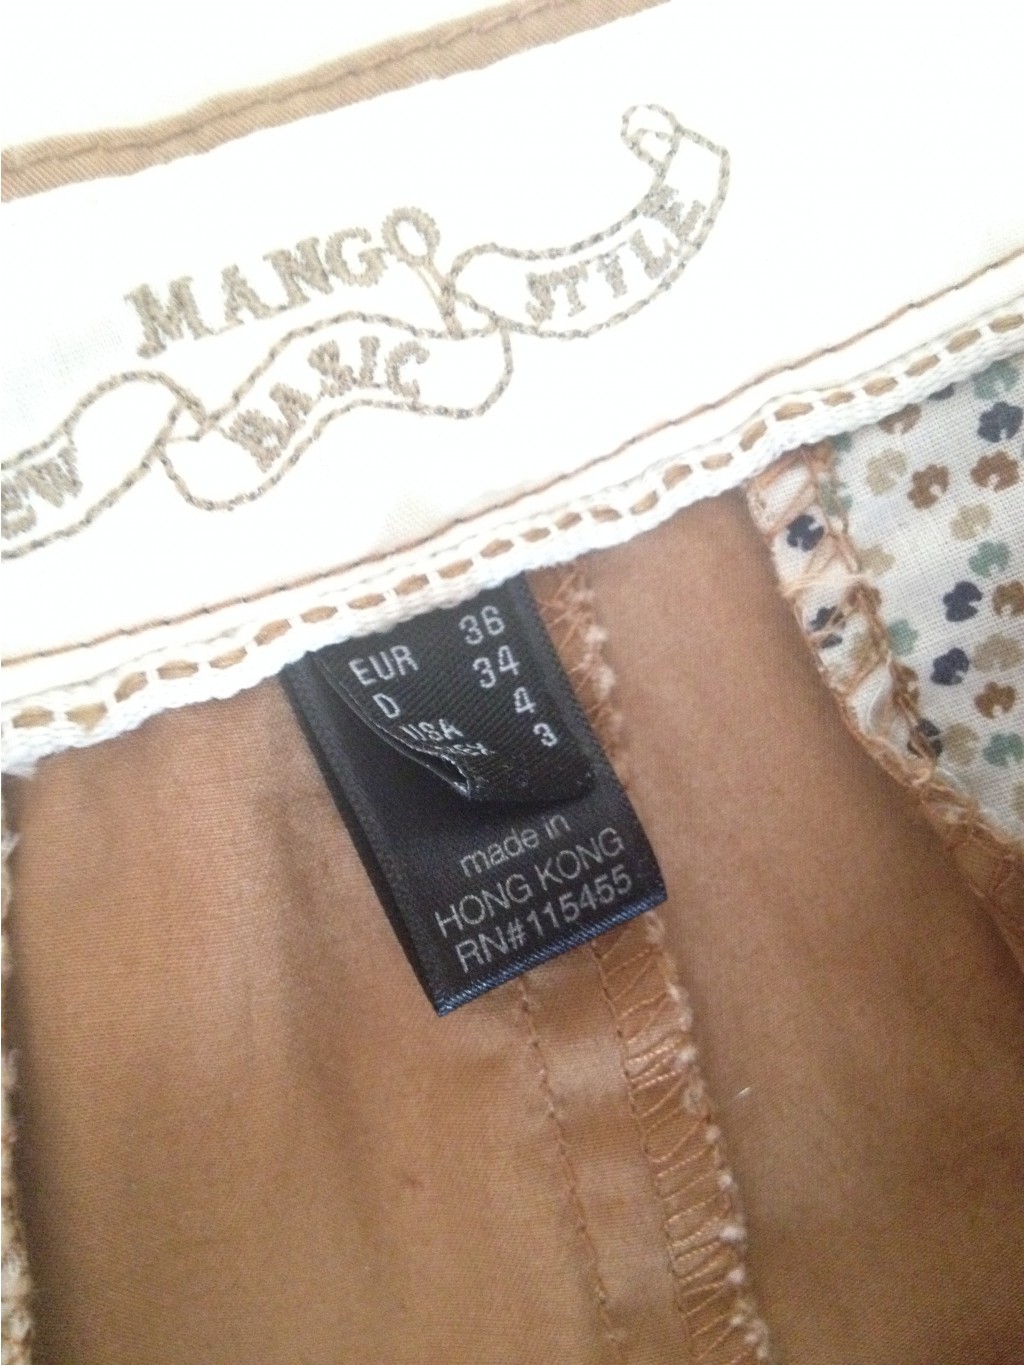 MANGO
EW BASIC STYLE
EUR 36
D 34
USA 4
3
made in
HONG KONG
RN#115455